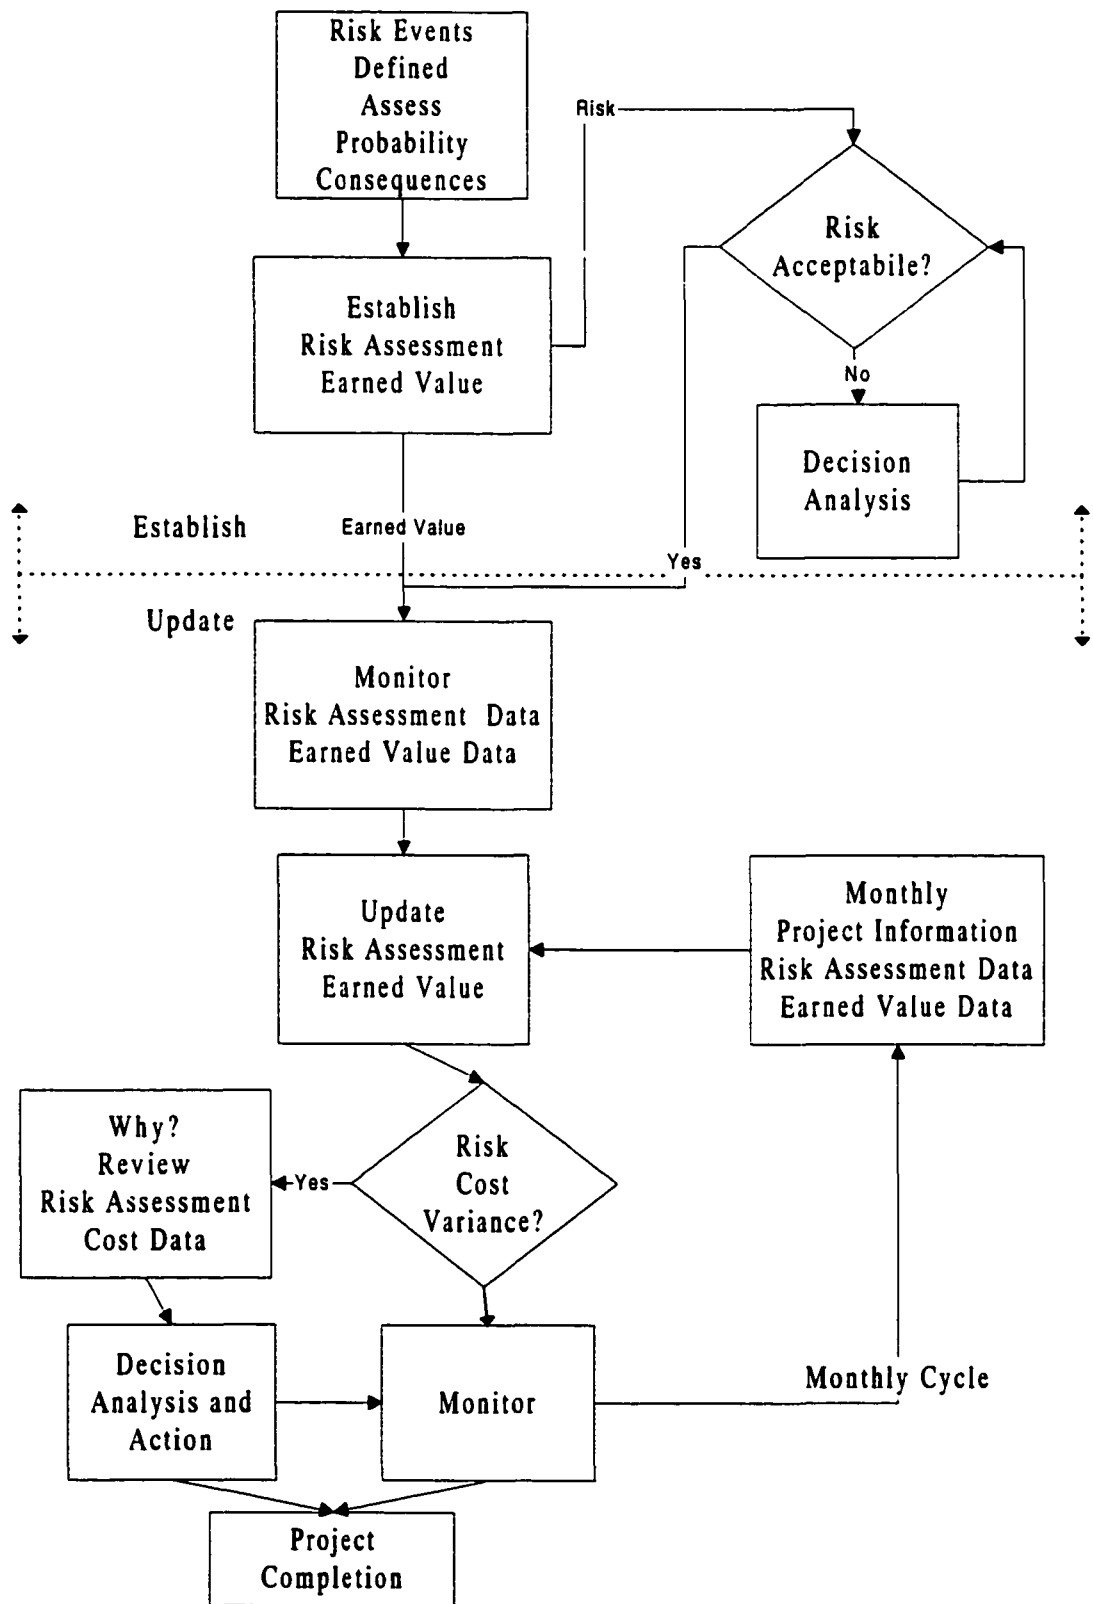 Risk Events
Defined
Assess
Probability
Consequences
Risk
Risk
Acceptabile?
Establish
Risk Assessment
Earned Value
No
Decision
Analysis
Establish
Earned Value
Yes
Update
Monitor
Risk Assessment Data
Earned Value Data
Update
Risk Assessment
Earned Value
Monthly
Project Information
Risk Assessment Data
Earned Value Data
Why?
Review
Risk Assessment
Cost Data
Yes
Risk
Cost
Variance?
Decision
Analysis and
Action
Monitor
Monthly Cycle
Project
Completion